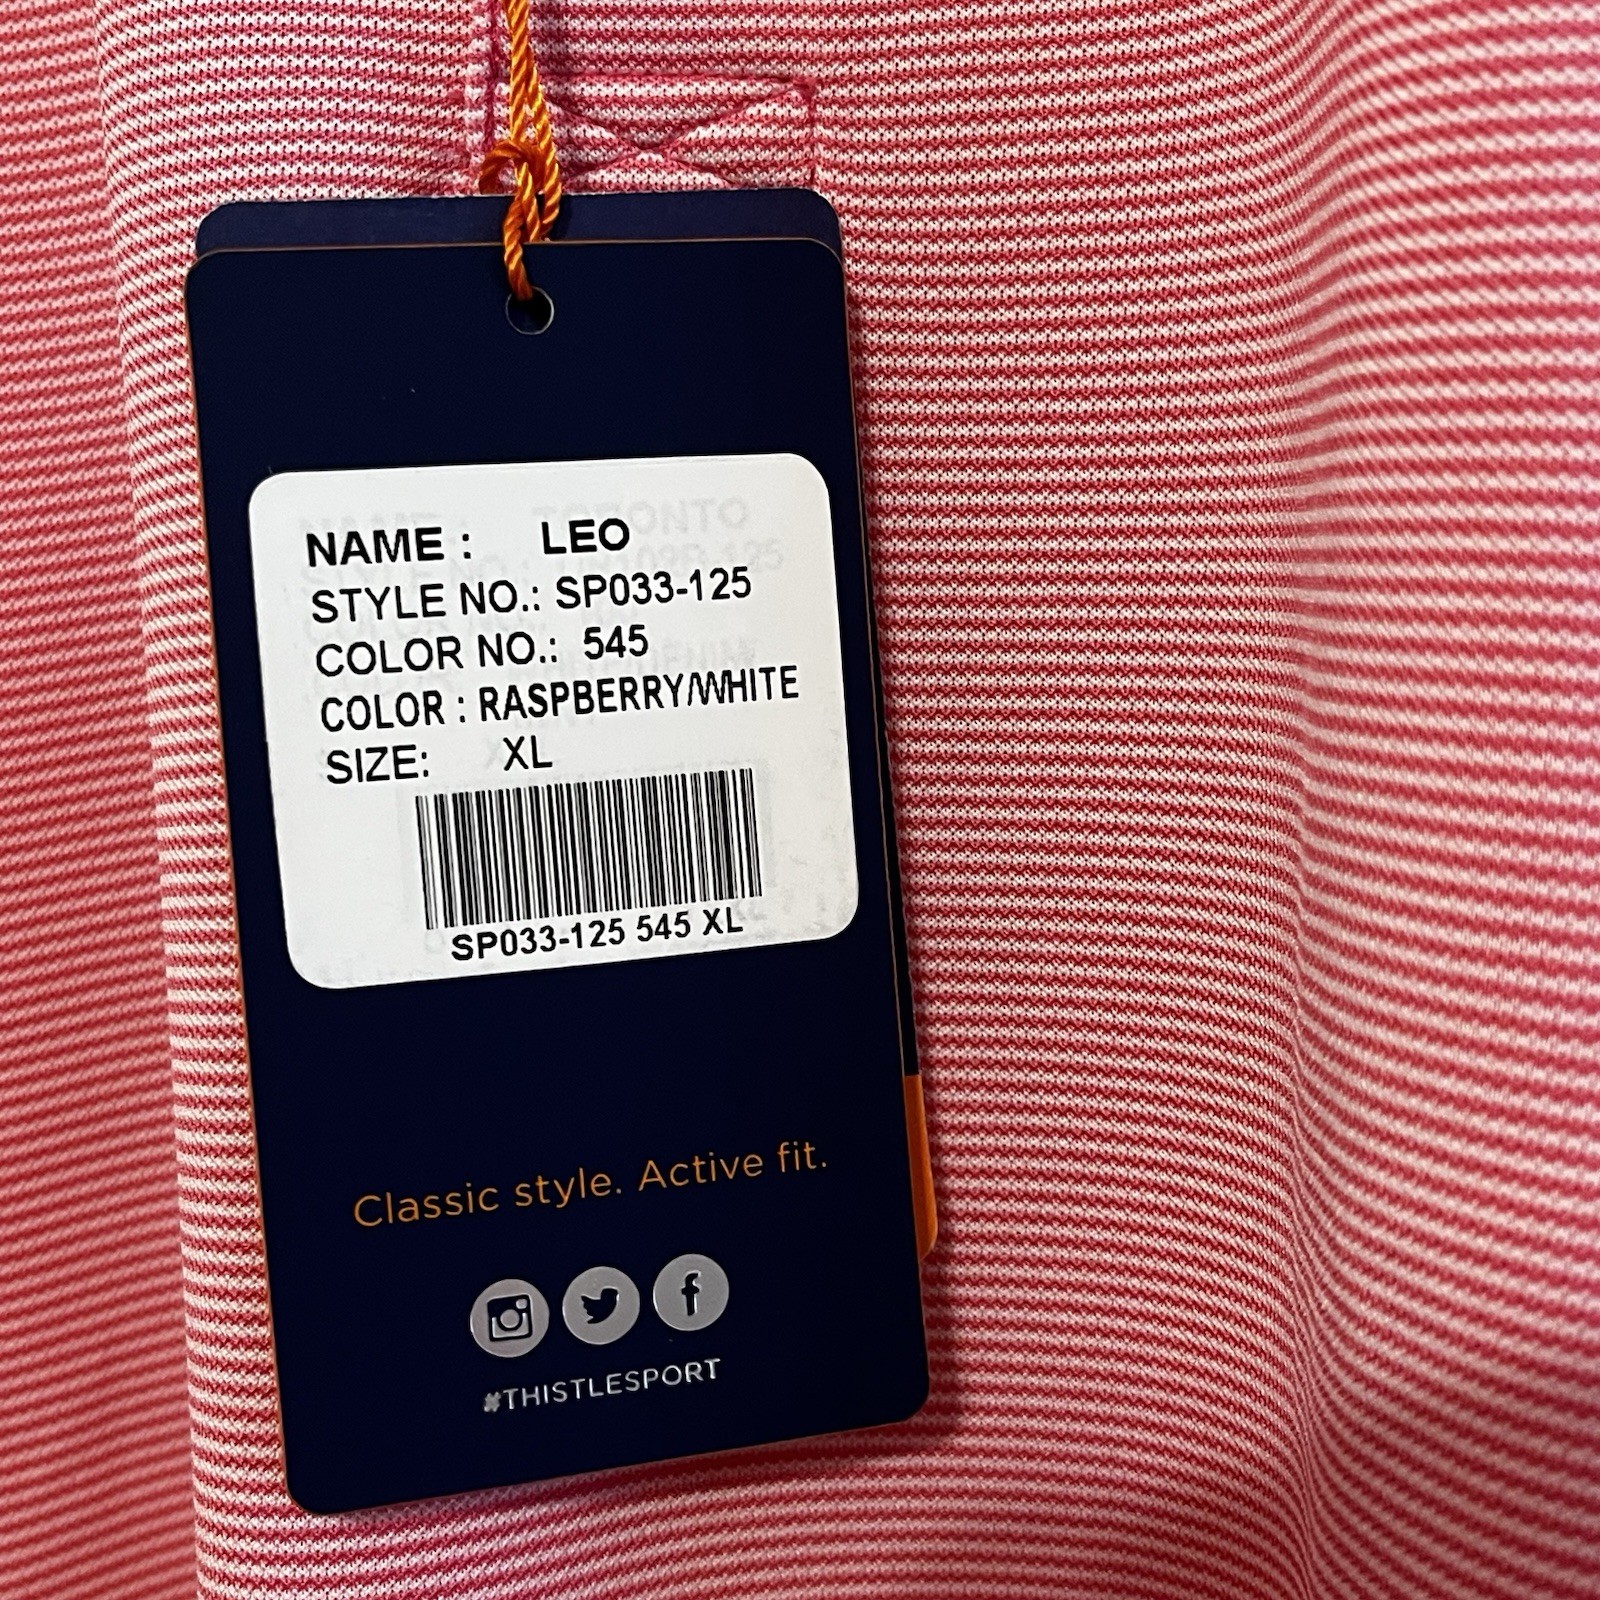 NAME : LEO
STYLE NO.: SP033-125
COLOR NO.: 545
COLOR : RASPBERRY/WHITE
SIZE: XL
SP033-125 545 XL
Classic style. Active fit.
#THISTLESPORT